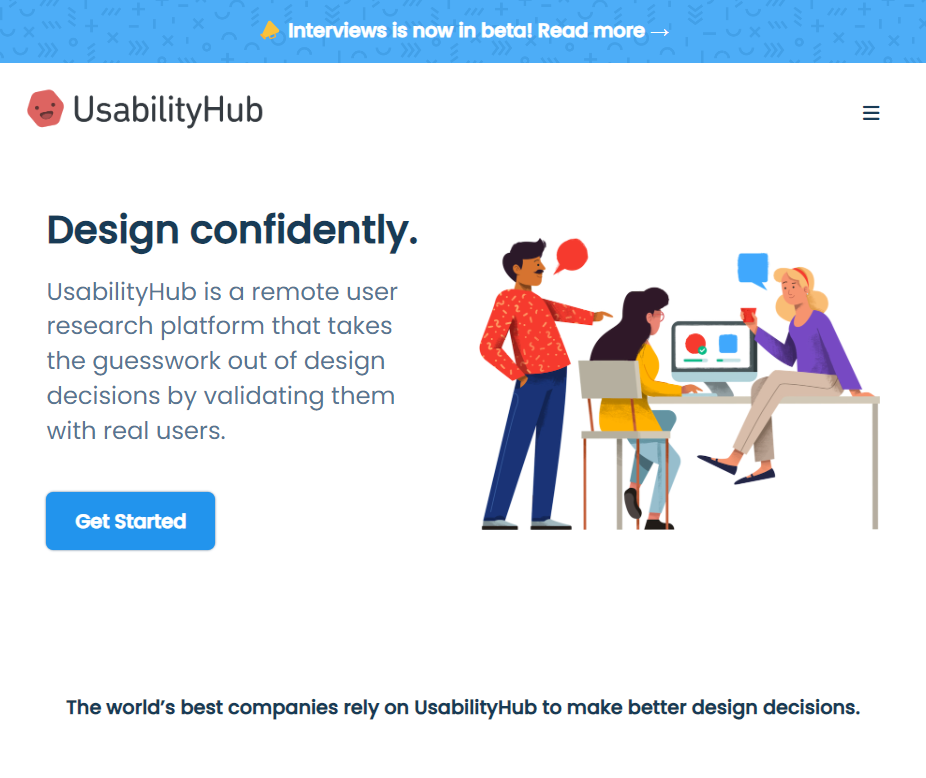 Interviews is now in beta! Read more →
UsabilityHub
Design confidently.
UsabilityHub is a remote user
research platform that takes
the guesswork out of design
decisions by validating them
with real users.
Get Started
The world’s best companies rely on UsabilityHub to make better design decisions.